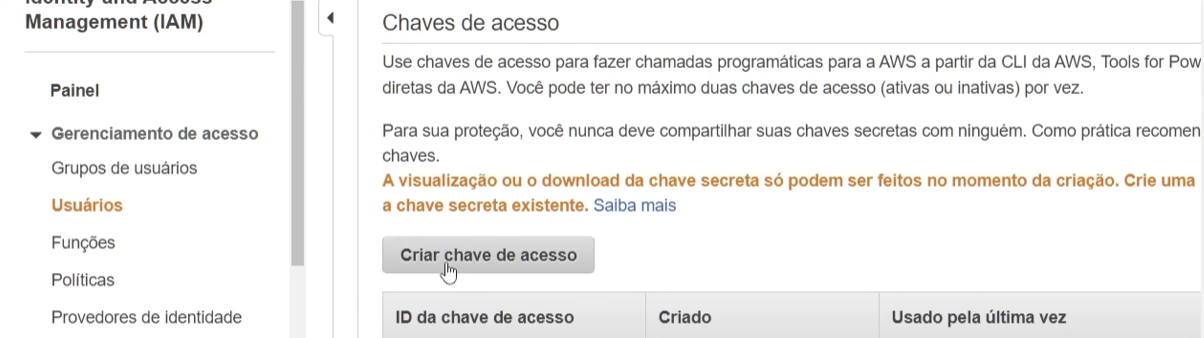 Identity and Access
Management (IAM)
Painel
Gerenciamento de acesso
Grupos de usuários
Usuários
Funções
Políticas
Provedores de identidade
Chaves de acesso
Use chaves de acesso para fazer chamadas programáticas para a AWS a partir da CLI da AWS, Tools for Pow
diretas da AWS. Você pode ter no máximo duas chaves de acesso (ativas ou inativas) por vez.
Para sua proteção, você nunca deve compartilhar suas chaves secretas com ninguém. Como prática recomen
chaves.
A visualização ou o download da chave secreta só podem ser feitos no momento da criação. Crie uma
a chave secreta existente. Saiba mais
Criar chave de acesso
ID da chave de acesso Criado Usado pela última vez